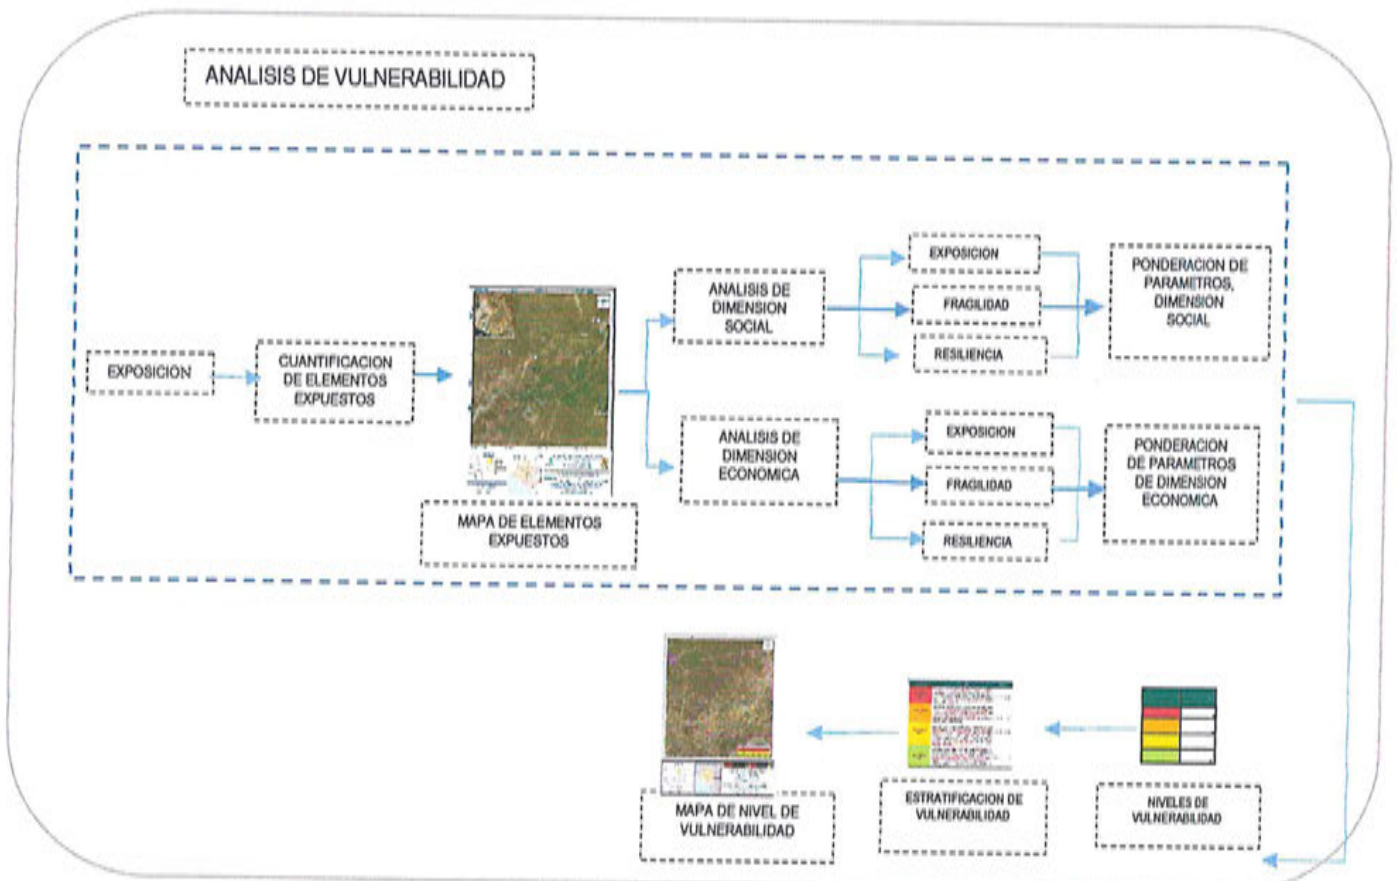 ANALISIS DE VULNERABILIDAD
EXPOSICION
CUANTIFICACION
DE ELEMENTOS
EXPUESTOS
MAPA DE ELEMENTOS
EXPUESTOS
ANALISIS DE
DIMENSION
SOCIAL
EXPOSICION
FRAGILIDAD
RESILIENCIA
PONDERACION DE
PARAMETROS,
DIMENSION
SOCIAL
ANALISIS DE
DIMENSION
ECONOMICA
EXPOSICION
FRAGILIDAD
RESILIENCIA
PONDERACION
DE PARAMETROS
DE DIMENSION
ECONOMICA
MAPA DE NIVEL DE
VULNERABILIDAD
ESTRATIFICACION DE
VULNERABILIDAD
NIVELES DE
VULNERABILIDAD